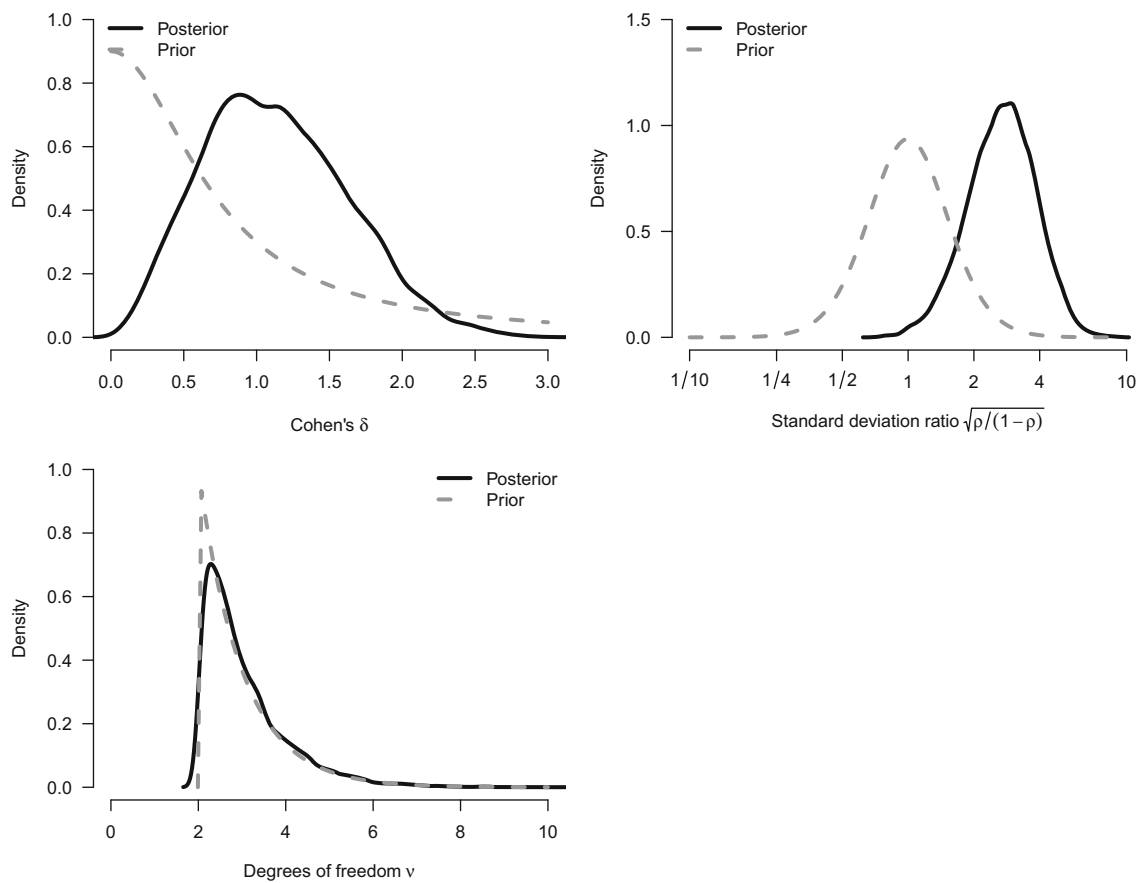 Posterior
Prior
1.0
0.8
0.6
0.4
0.2
0.0
Density
0.0 0.5 1.0 1.5 2.0 2.5 3.0
Cohen's δ
Posterior
Prior
1.5
1.0
0.5
0.0
Density
1/10 1/4 1/2 1 2 4 10
Standard deviation ratio √ρ/(1−ρ)
Posterior
Prior
1.0
0.8
0.6
0.4
0.2
0.0
Density
0 2 4 6 8 10
Degrees of freedom ν